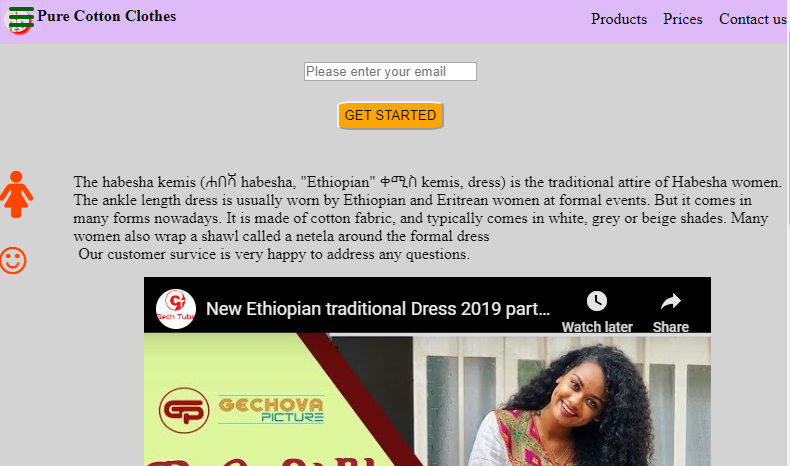 Pure Cotton Clothes
Products Prices Contact us
Please enter your email
GET STARTED
The habesha kemis (ሐበሻ habesha, "Ethiopian" ቀሚስ kemis, dress) is the traditional attire of Habesha women.
The ankle length dress is usually worn by Ethiopian and Eritrean women at formal events. But it comes in
many forms nowadays. It is made of cotton fabric, and typically comes in white, grey or beige shades. Many
women also wrap a shawl called a netela around the formal dress
Our customer survice is very happy to address any questions.
Gech Tube
New Ethiopian traditional Dress 2019 part...
Watch later
Share
GECHOVA
PICTURE